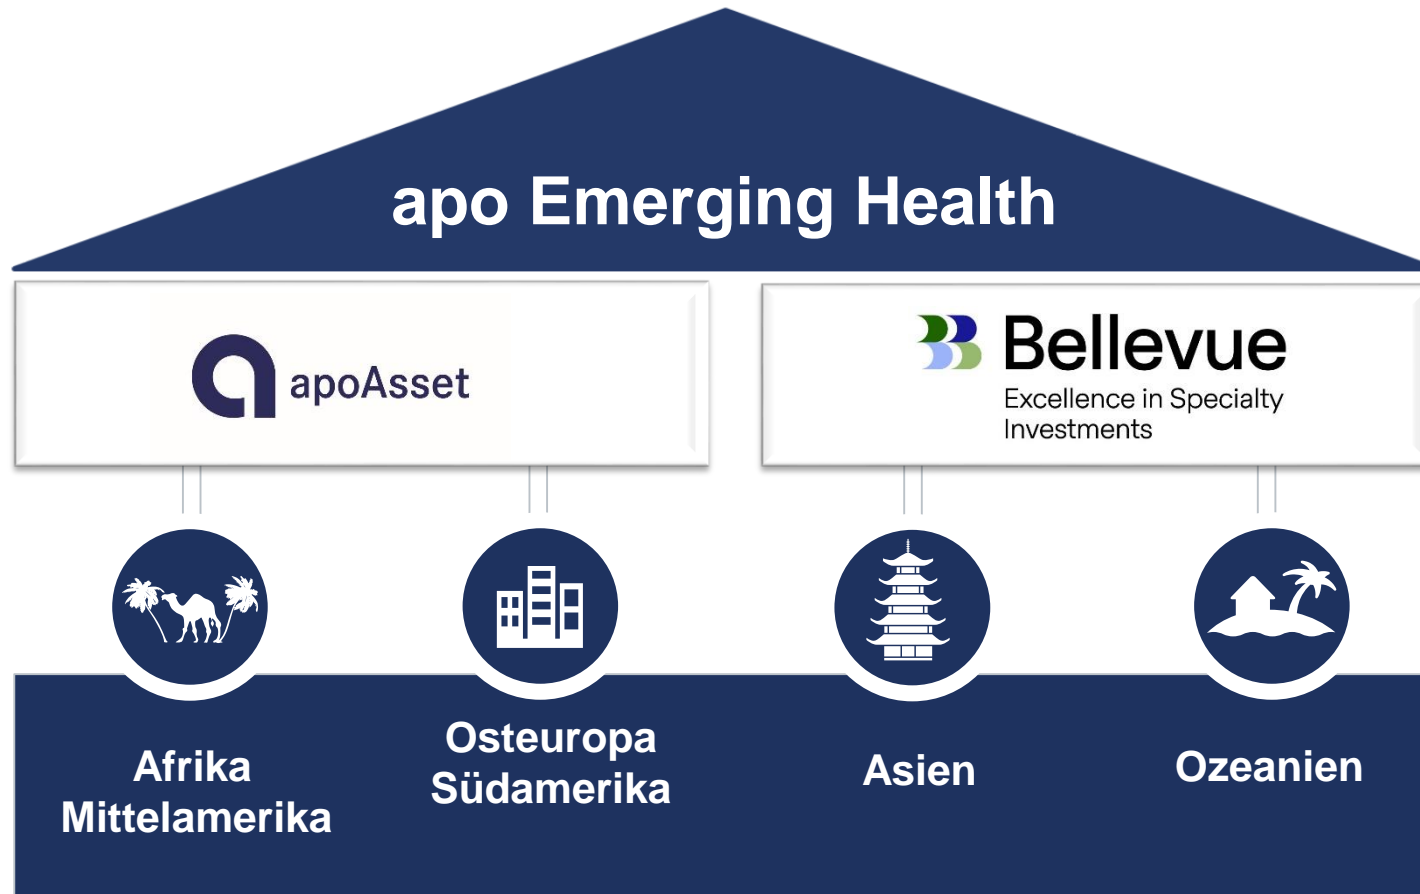 apo Emerging Health
apoAsset
Bellevue
Excellence in Specialty
Investments
Afrika
Mittelamerika
Osteuropa
Südamerika
Asien
Ozeanien